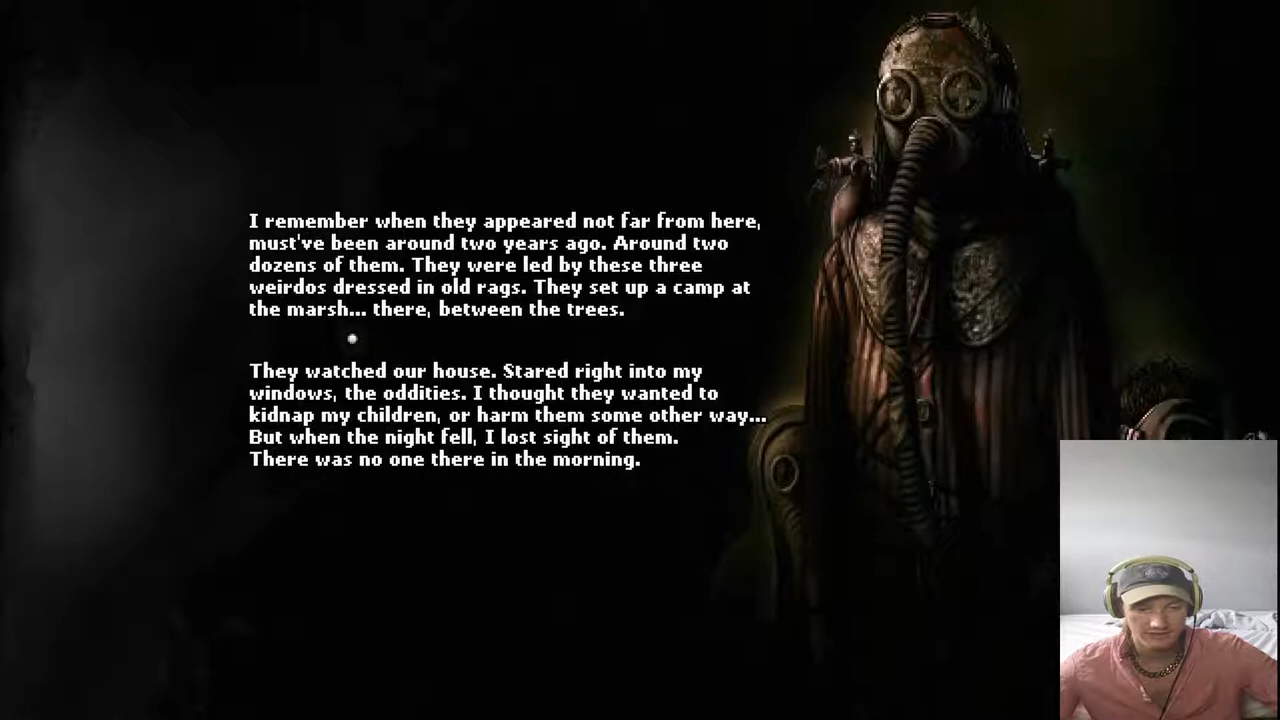 I remember when they appeared not far from here,
must've been around two years ago. Around two
dozens of them. They were led by these three
weirdos dressed in old rags. They set up a camp at
the marsh... there, between the trees.
They watched our house. Stared right into my
windows, the oddities. I thought they wanted to
kidnap my children, or harm them some other way...
But when the night fell, I lost sight of them.
There was no one there in the morning.